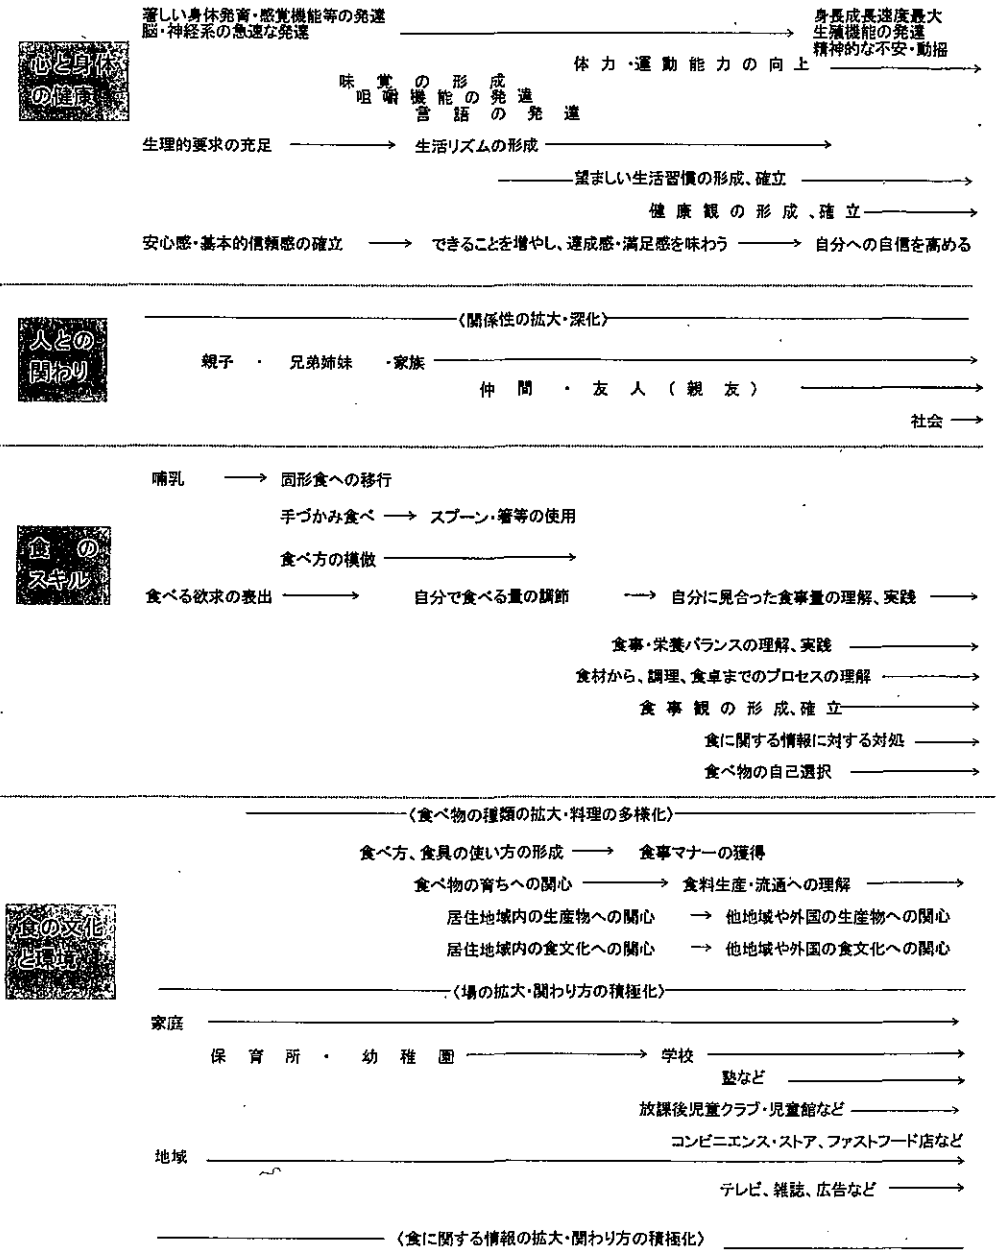 著しい身体発育・感覚機能等の発達
脳・神経系の急速な発達
身長成長速度最大
生殖機能の発達
精神的な不安・動揺
心と身体
の健康
体力・運動能力の向上
味覚の形成
咀嚼機能の発達
言語の発達
生理的要求の充足 → 生活リズムの形成 →
望ましい生活習慣の形成、確立 →
健康観の形成、確立 →
安心感・基本的信頼感の確立 → できることを増やし、達成感・満足感を味わう → 自分への自信を高める
〈関係性の拡大・深化〉
人との
関わり
親子・兄弟姉妹・家族 →
仲間・友人(親友) →
社会 →
哺乳 → 固形食への移行
手づかみ食べ → スプーン・箸等の使用
食の
スキル
食べ方の模倣 →
食べる欲求の表出 → 自分で食べる量の調節 → 自分に見合った食事量の理解、実践 →
食事・栄養バランスの理解、実践 →
食材から、調理、食卓までのプロセスの理解 →
食事観の形成、確立 →
食に関する情報に対する対処 →
食べ物の自己選択 →
〈食べ物の種類の拡大・料理の多様化〉
食べ方、食具の使い方の形成 → 食事マナーの獲得
食べ物の育ちへの関心 → 食料生産・流通への理解 →
食の文化
と環境
居住地域内の生産物への関心 → 他地域や外国の生産物への関心
居住地域内の食文化への関心 → 他地域や外国の食文化への関心
〈場の拡大・関わり方の積極化〉
家庭 →
保育所・幼稚園 → 学校 →
塾など →
放課後児童クラブ・児童館など →
コンビニエンス・ストア、ファストフード店など
地域 →
テレビ、雑誌、広告など →
〈食に関する情報の拡大・関わり方の積極化〉